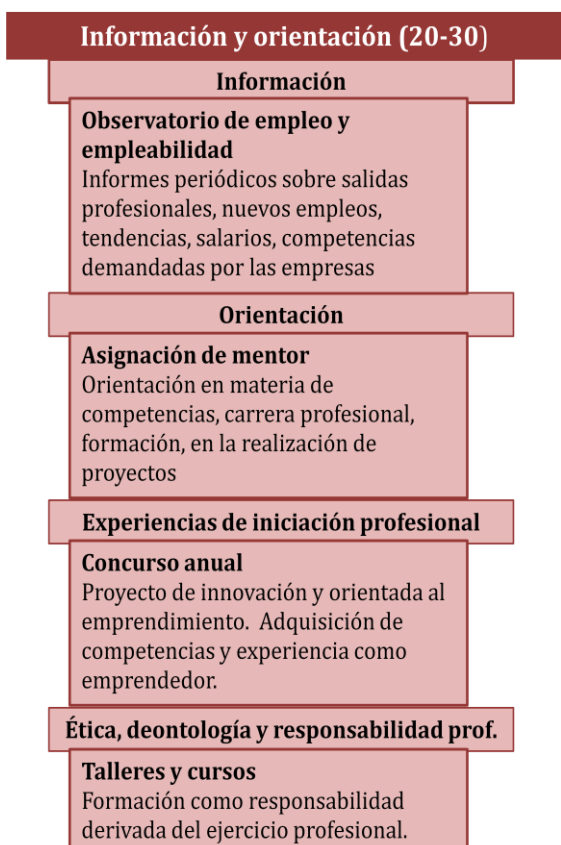 Información y orientación (20-30)
Información
Observatorio de empleo y
empleabilidad
Informes periódicos sobre salidas
profesionales, nuevos empleos,
tendencias, salarios, competencias
demandadas por las empresas
Orientación
Asignación de mentor
Orientación en materia de
competencias, carrera profesional,
formación, en la realización de
proyectos
Experiencias de iniciación profesional
Concurso anual
Proyecto de innovación y orientada al
emprendimiento. Adquisición de
competencias y experiencia como
emprendedor.
Ética, deontología y responsabilidad prof.
Talleres y cursos
Formación como responsabilidad
derivada del ejercicio profesional.